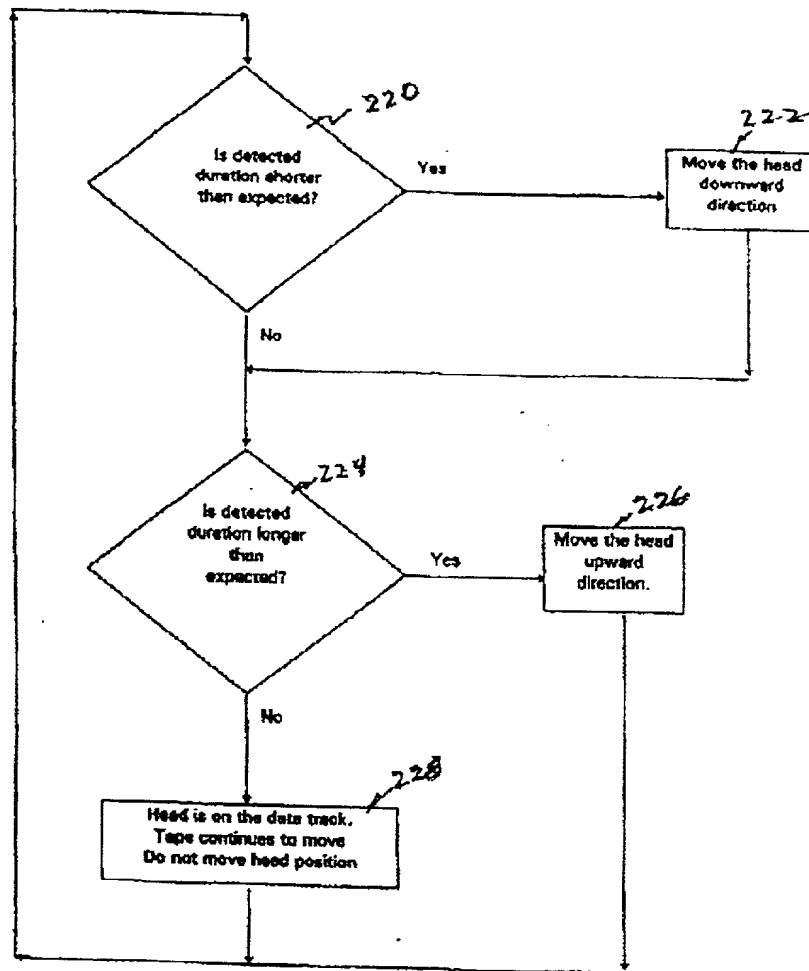 220
Is detected
duration shorter
than expected?
Yes
222
Move the head
downward
direction
No
224
Is detected
duration longer
than
expected?
Yes
226
Move the head
upward
direction.
No
228
Head is on the data track.
Tape continues to move
Do not move head position